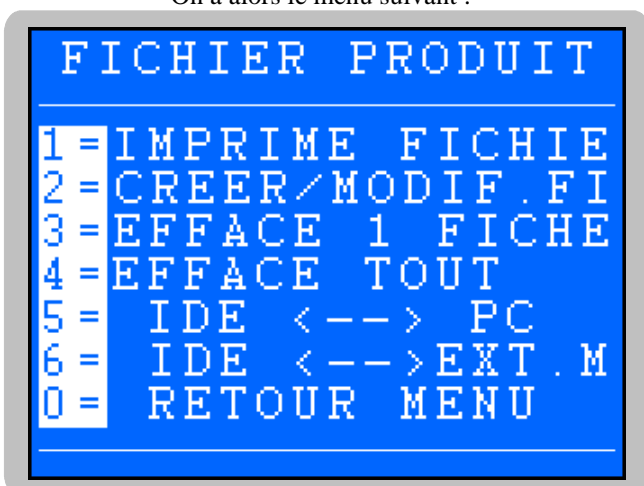 On a alors le menu suivant :
FICHIER PRODUIT
1 = IMPRIME FICHIE
2 = CREER/MODIF.FI
3 = EFFACE 1 FICHE
4 = EFFACE TOUT
5 = IDE <--> PC
6 = IDE <-->EXT.M
0 = RETOUR MENU